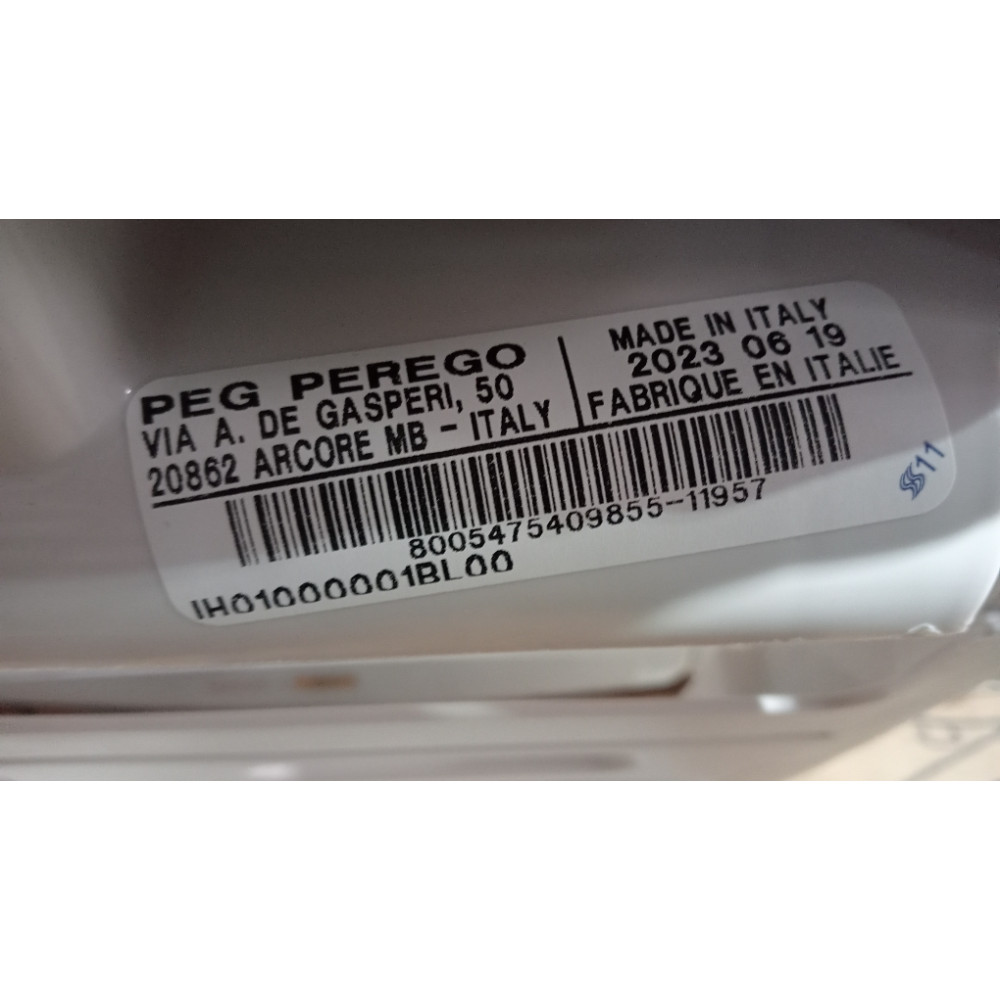 PEG PEREGO
VIA A. DE GASPERI, 50
20862 ARCORE MB - ITALY
MADE IN ITALY
2023 06 19
FABRIQUE EN ITALIE
8005475409855-11957
IH01000001BL00
SS11